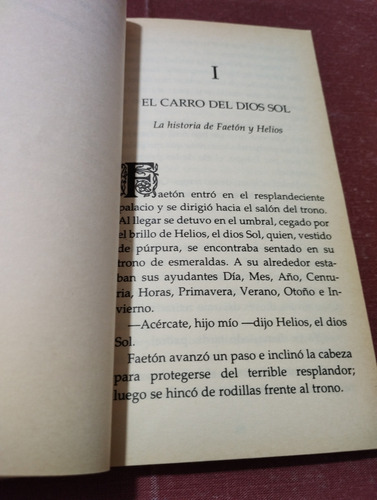 I
EL CARRO DEL DIOS SOL
La historia de Faetón y Helios
Faetón entró en el resplandeciente
palacio y se dirigió hacia el salón del trono.
Al llegar se detuvo en el umbral, cegado por
el brillo de Helios, el dios Sol, quien, vestido
de púrpura, se encontraba sentado en su
trono de esmeraldas. A su alrededor esta-
ban sus ayudantes Día, Mes, Año, Centu-
ria, Horas, Primavera, Verano, Otoño e In-
vierno.
—Acércate, hijo mío —dijo Helios, el dios
Sol.
Faetón avanzó un paso e inclinó la cabeza
para protegerse del terrible resplandor;
luego se hincó de rodillas frente al trono.